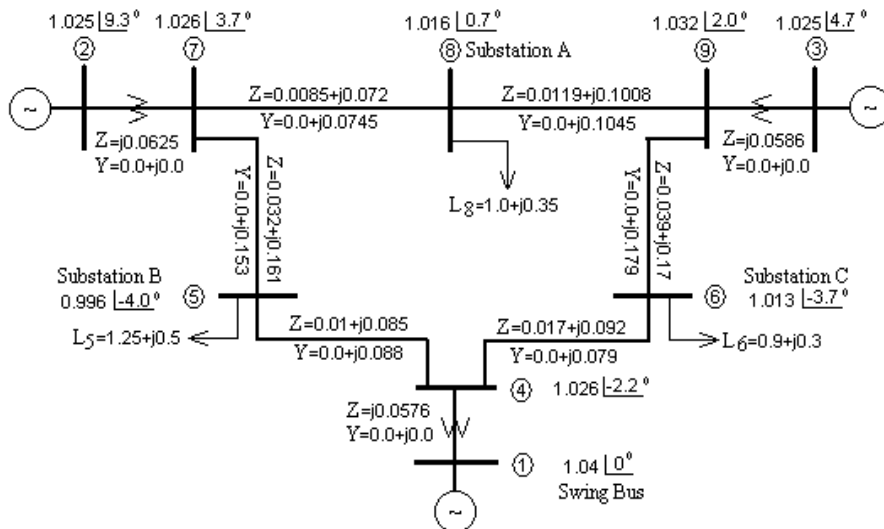 1.025 9.3°
1.026 3.7°
1.016 0.7°
1.032 2.0°
1.025 4.7°
2
7
8 Substation A
9
3
~
Z=0.0085+j0.072
Z=0.0119+j0.1008
~
Y=0.0+j0.0745
Y=0.0+j0.1045
Z=j0.0625
Y=0.0+j0.0
Z=j0.0586
Y=0.0+j0.0
Z=0.032+j0.161
Y=0.0+j0.153
L8=1.0+j0.35
Z=0.039+j0.17
Y=0.0+j0.179
Substation B
0.996 -4.0°
5
Substation C
6
1.013 -3.7°
L5=1.25+j0.5
Z=0.01+j0.085
Y=0.0+j0.088
Z=0.017+j0.092
Y=0.0+j0.079
L6=0.9+j0.3
4
1.026 -2.2°
Z=j0.0576
Y=0.0+j0.0
1
1.04 0°
Swing Bus
~